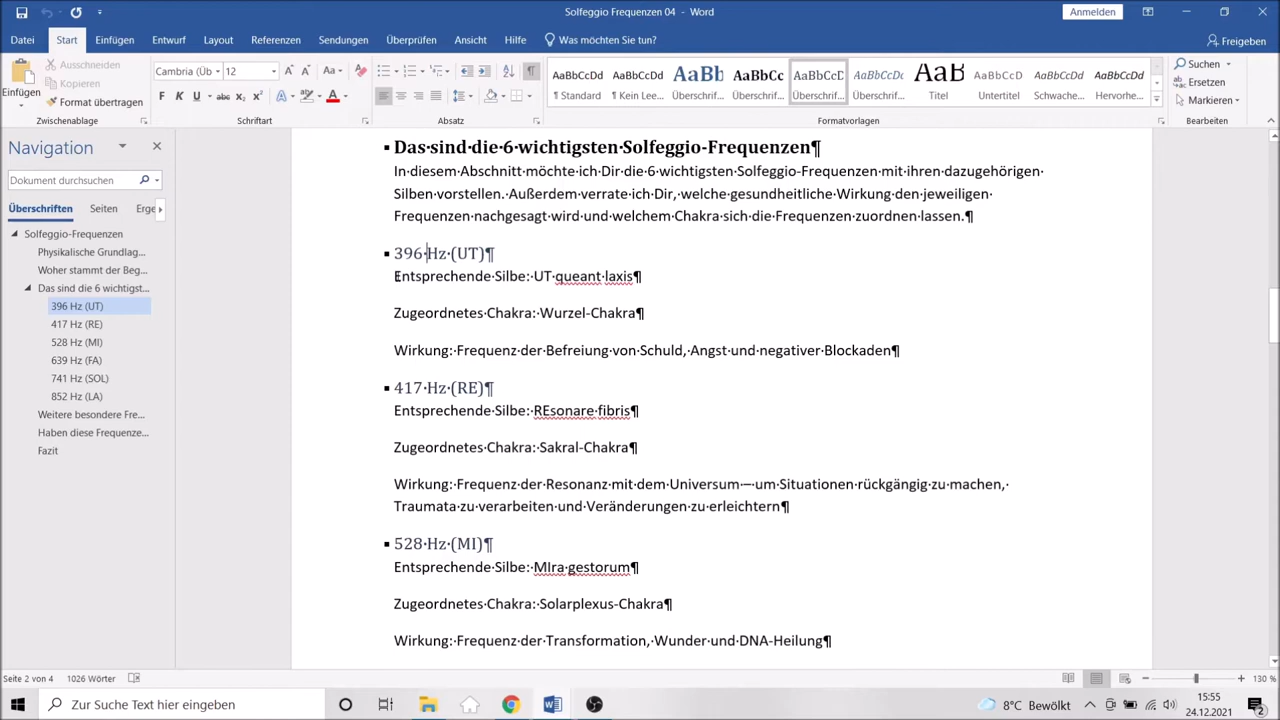 Solfeggio Frequenzen 04 - Word
Anmelden
Datei Start Einfügen Entwurf Layout Referenzen Sendungen Überprüfen Ansicht Hilfe Was möchten Sie tun? Freigeben
Einfügen
Ausschneiden
Kopieren
Format übertragen
Zwischenablage
Cambria (Üb 12
F K U abc x₂ x²
Schriftart
Absatz
AaBbCcDd AaBbCcDd AaBb AaBbCc AaBbCcD AaBbCcDd AaBb AaBbCcDd AaBbCcDd AaBbCcDd
¶ Standard ¶ Kein Lee... Überschrif... Überschrif... Überschrif... Überschrif... Titel Untertitel Schwache... Hervorhe...
Formatvorlagen
Suchen
Ersetzen
Markieren
Bearbeiten
Navigation
Dokument durchsuchen
Überschriften Seiten Erge
Solfeggio-Frequenzen
Physikalische Grundlag...
Woher stammt der Beg...
Das sind die 6 wichtigst...
396 Hz (UT)
417 Hz (RE)
528 Hz (MI)
639 Hz (FA)
741 Hz (SOL)
852 Hz (LA)
Weitere besondere Fre...
Haben diese Frequenze...
Fazit
Das·sind·die·6·wichtigsten·Solfeggio-Frequenzen¶
In·diesem·Abschnitt·möchte·ich·Dir·die·6·wichtigsten·Solfeggio-Frequenzen·mit·ihren·dazugehörigen·
Silben·vorstellen.·Außerdem·verrate·ich·Dir,·welche·gesundheitliche·Wirkung·den·jeweiligen·
Frequenzen·nachgesagt·wird·und·welchem·Chakra·sich·die·Frequenzen·zuordnen·lassen.¶
396·Hz·(UT)¶
Entsprechende·Silbe:·UT·queant·laxis¶
Zugeordnetes·Chakra:·Wurzel-Chakra¶
Wirkung:·Frequenz·der·Befreiung·von·Schuld,·Angst·und·negativer·Blockaden¶
417·Hz·(RE)¶
Entsprechende·Silbe:·REsonare·fibris¶
Zugeordnetes·Chakra:·Sakral-Chakra¶
Wirkung:·Frequenz·der·Resonanz·mit·dem·Universum·–·um·Situationen·rückgängig·zu·machen,·
Traumata·zu·verarbeiten·und·Veränderungen·zu·erleichtern¶
528·Hz·(MI)¶
Entsprechende·Silbe:·MIra·gestorum¶
Zugeordnetes·Chakra:·Solarplexus-Chakra¶
Wirkung:·Frequenz·der·Transformation,·Wunder·und·DNA-Heilung¶
Seite 2 von 4 1026 Wörter
130 %
Zur Suche Text hier eingeben
8°C Bewölkt
15:55
24.12.2021
2